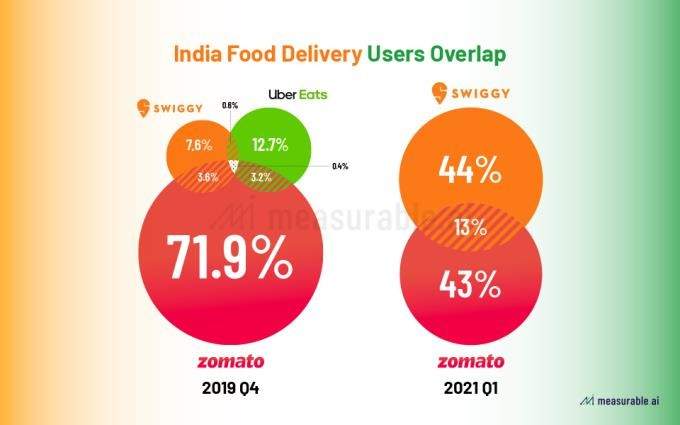 India Food Delivery Users Overlap
SWIGGY
0.6%
Uber Eats
7.6%
12.7%
0.4%
3.6%
3.2%
71.9%
zomato
2019 Q4
SWIGGY
44%
13%
43%
zomato
2021 Q1
measurable
measurable ai